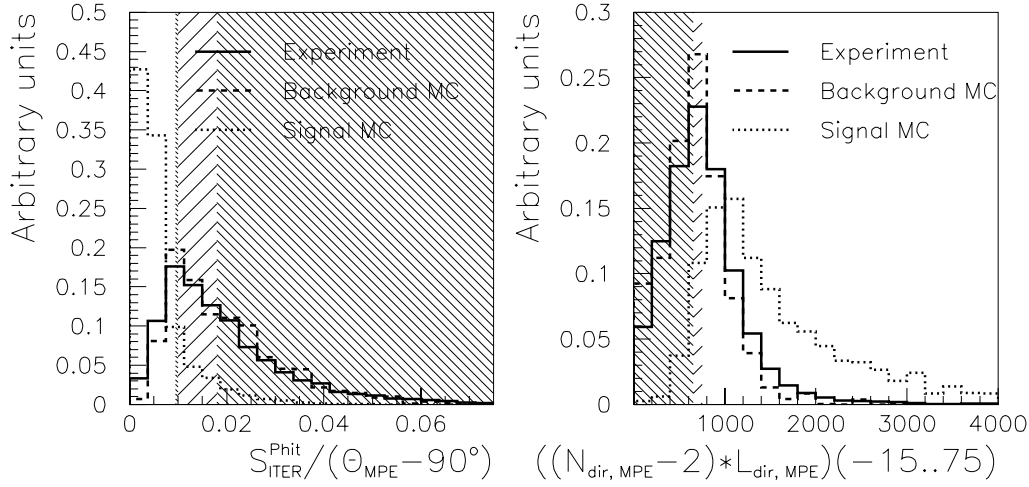 Arbitrary units
0.5
0.45
0.4
0.35
0.3
0.25
0.2
0.15
0.1
0.05
0
Experiment
Background MC
Signal MC
0 0.02 0.04 0.06
S^Phit_ITER/(Θ_MPE−90°)
Arbitrary units
0.3
0.25
0.2
0.15
0.1
0.05
0
Experiment
Background MC
Signal MC
1000 2000 3000 4000
((N_dir, MPE−2)*L_dir, MPE)(−15..75)